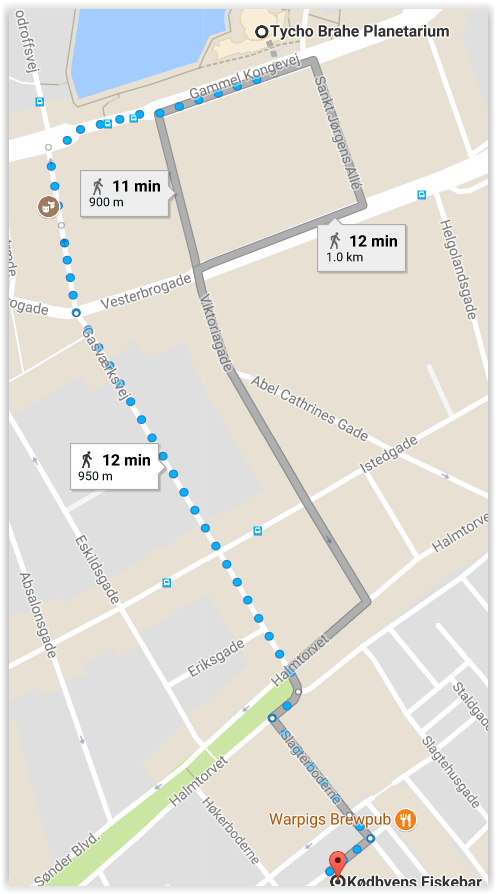 odroffsvej
Tycho Brahe Planetarium
Gammel Kongevej
Sankt Jørgens Allé
11 min
900 m
12 min
1.0 km
Helgolandsgade
Vesterbrogade
ogade
Viktoriagade
Gasværksvej
Abel Cathrines Gade
12 min
950 m
Istedgade
Halmtorvet
Eskildsgade
Absalonsgade
Eriksgade
Halmtorvet
Slagterboderne
Staldgade
Slagtehusgade
Halmtorvet
Høkerboderne
Warpigs Brewpub
Sønder Blvd.
Kødbyens Fiskebar